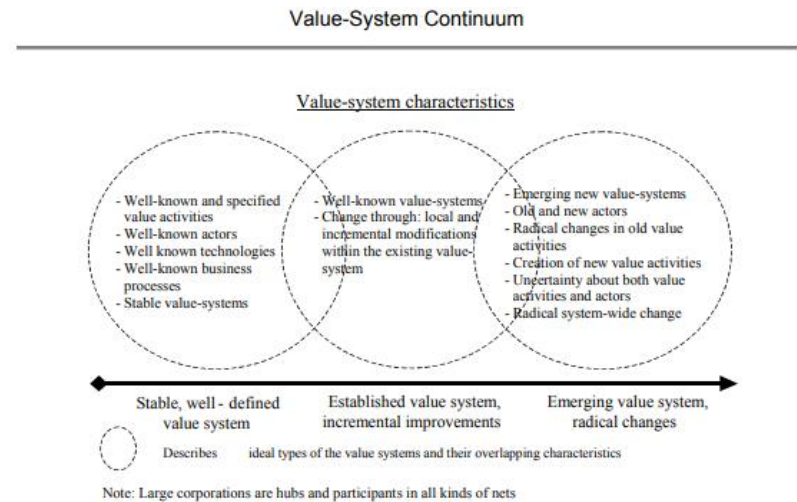 Value-System Continuum
Value-system characteristics
- Well-known and specified
value activities
- Well-known actors
- Well known technologies
- Well-known business
processes
- Stable value-systems
- Well-known value-systems
- Change through: local and
incremental modifications
within the existing value-
system
- Emerging new value-systems
- Old and new actors
- Radical changes in old value
activities
- Creation of new value activities
- Uncertainty about both value
activities and actors
- Radical system-wide change
Stable, well - defined
value system
Established value system,
incremental improvements
Emerging value system,
radical changes
Describes ideal types of the value systems and their overlapping characteristics
Note: Large corporations are hubs and participants in all kinds of nets